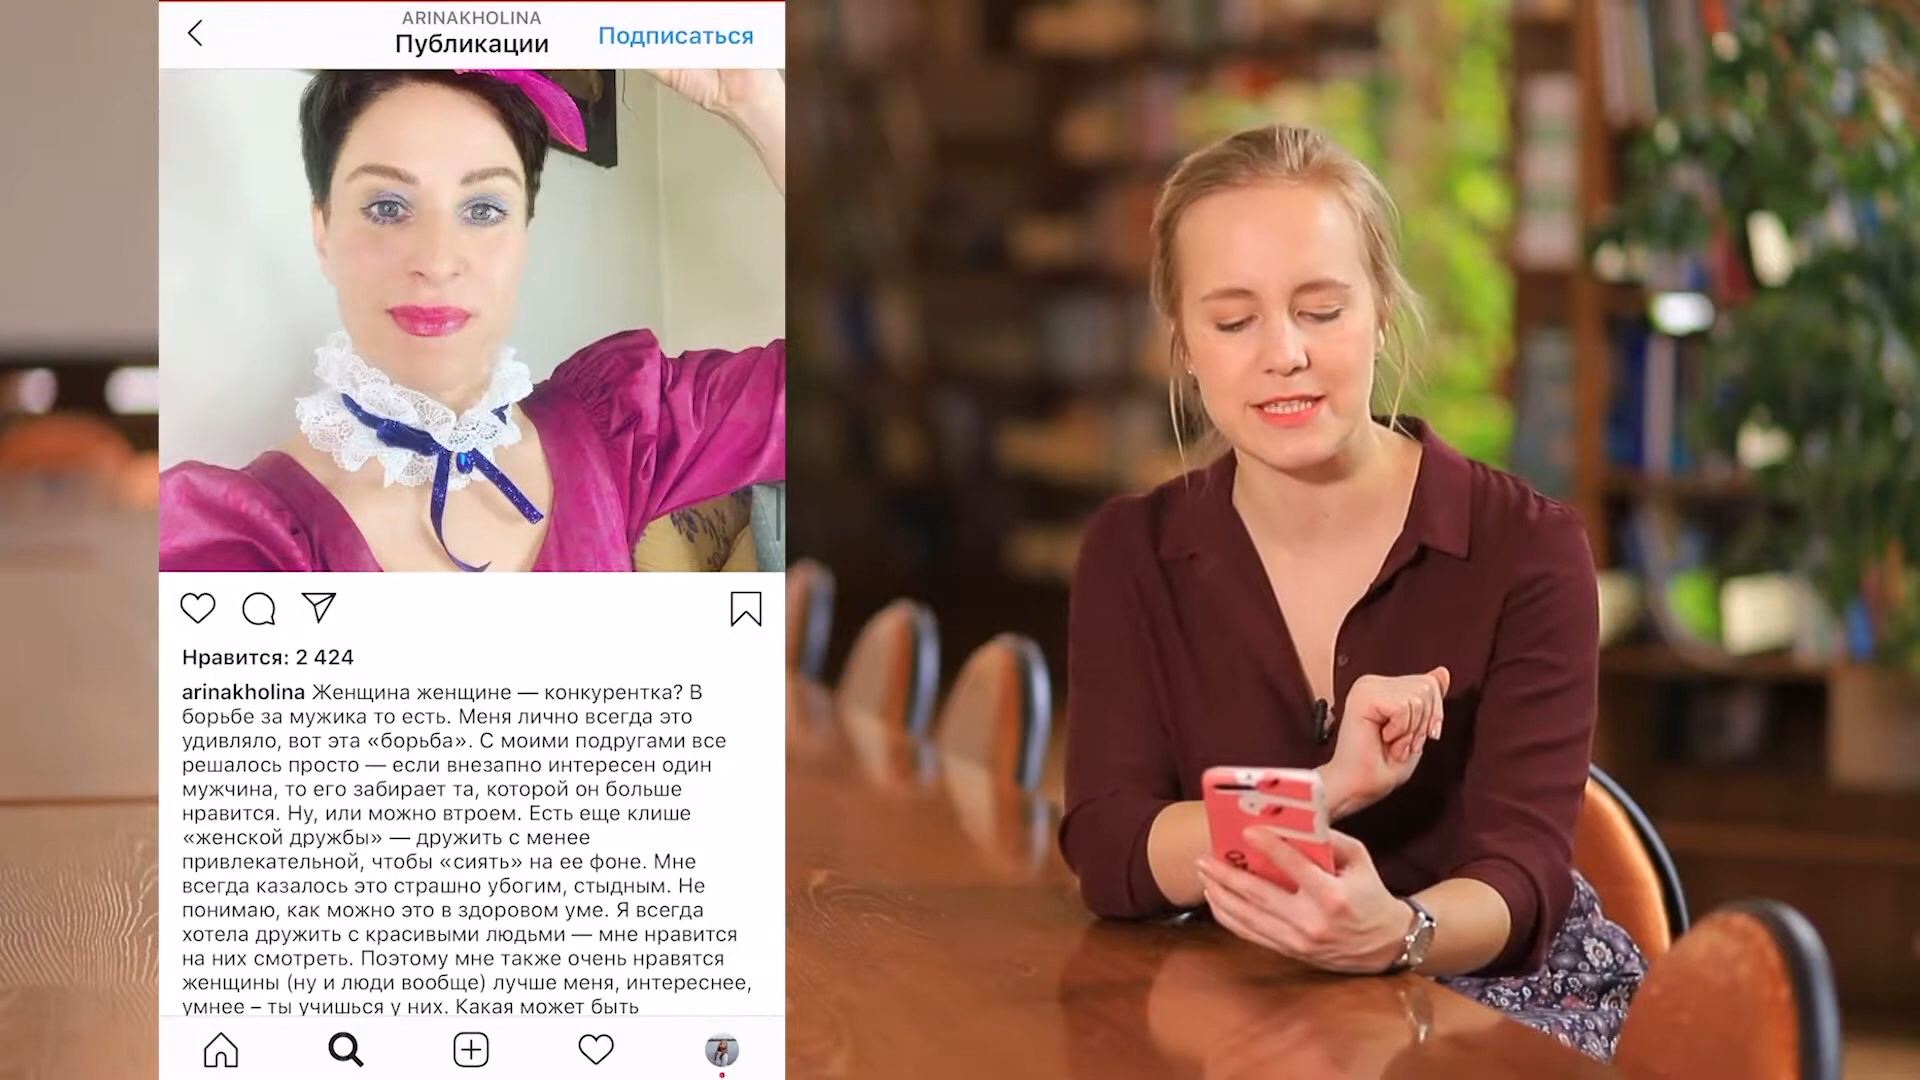 ARINAKHOLINA
Публикации
Подписаться
Нравится: 2 424
arinakholina Женщина женщине — конкурентка? В
борьбе за мужика то есть. Меня лично всегда это
удивляло, вот эта «борьба». С моими подругами все
решалось просто — если внезапно интересен один
мужчина, то его забирает та, которой он больше
нравится. Ну, или можно втроем. Есть еще клише
«женской дружбы» — дружить с менее
привлекательной, чтобы «сиять» на ее фоне. Мне
всегда казалось это страшно убогим, стыдным. Не
понимаю, как можно это в здоровом уме. Я всегда
хотела дружить с красивыми людьми — мне нравится
на них смотреть. Поэтому мне также очень нравятся
женщины (ну и люди вообще) лучше меня, интереснее,
умнее – ты учишься у них. Какая может быть